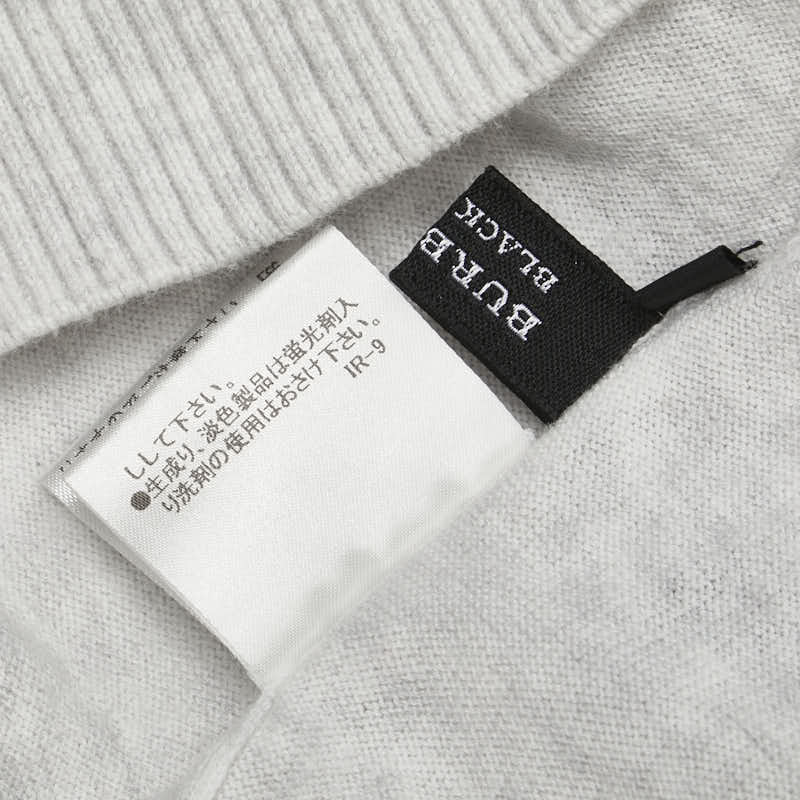 ししして下さい。
●生成り、淡色製品は蛍光剤入
り洗剤の使用はおさけ下さい。
IR-9
BURB
BLACK